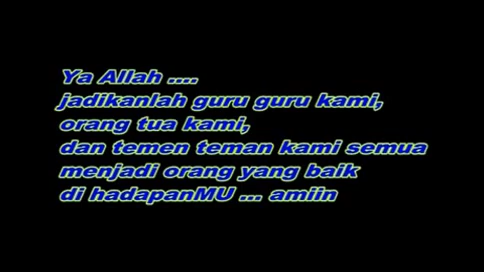 Ya Allah ....
jadikanlah guru guru kami,
orang tua kami,
dan temen teman kami semua
menjadi orang yang baik
di hadapanMU ... amiin